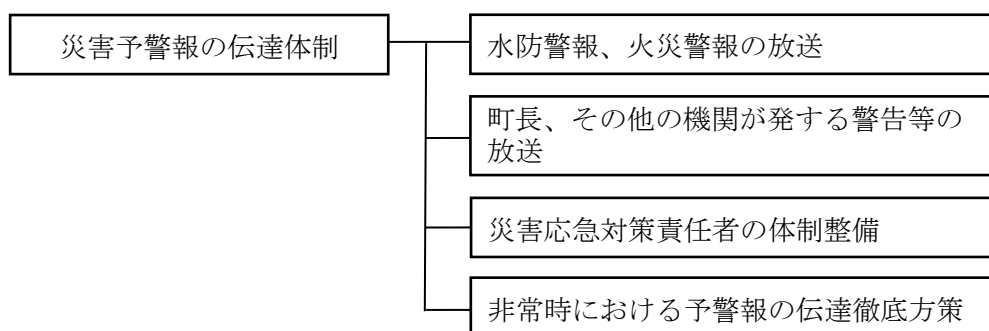 災害予警報の伝達体制
水防警報、火災警報の放送
町長、その他の機関が発する警告等の
放送
災害応急対策責任者の体制整備
非常時における予警報の伝達徹底方策